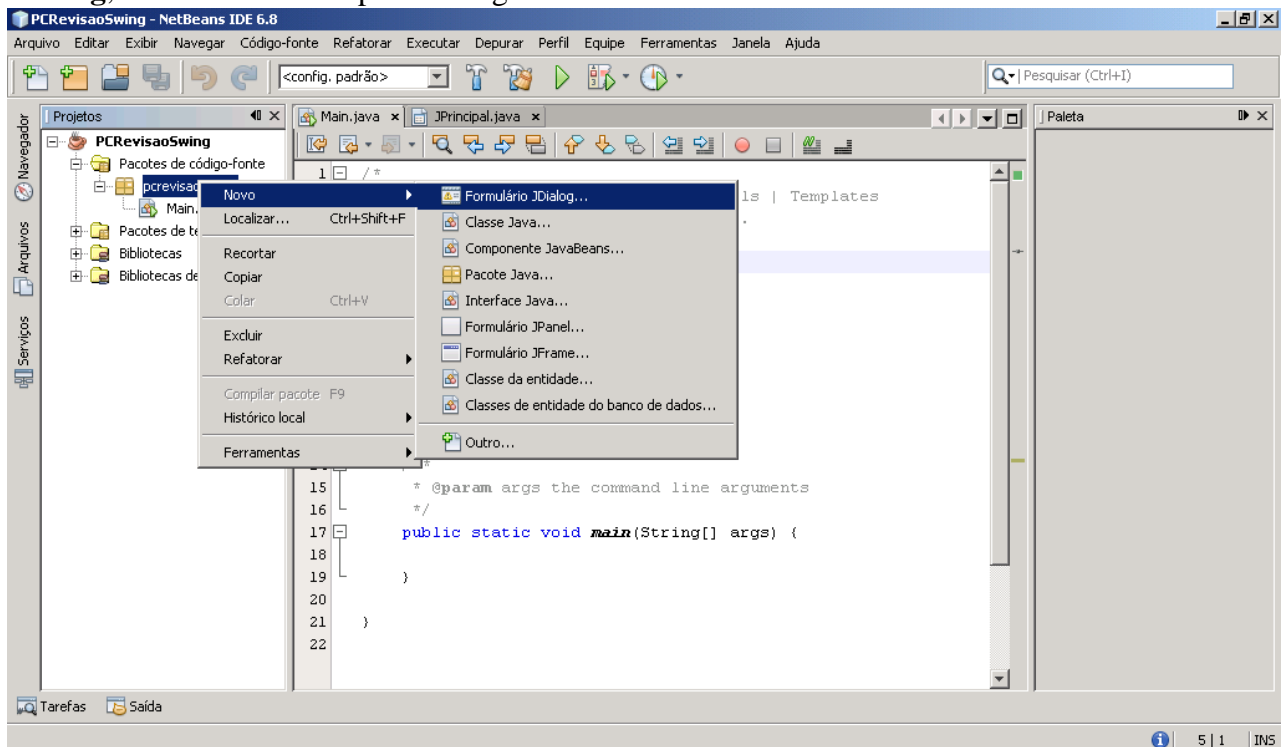 PCRevisaoSwing - NetBeans IDE 6.8
Arquivo Editar Exibir Navegar Código-fonte Refatorar Executar Depurar Perfil Equipe Ferramentas Janela Ajuda
<config. padrão>
Pesquisar (Ctrl+I)
Navegador
Arquivos
Serviços
Projetos
PCRevisaoSwing
Pacotes de código-fonte
Main.
Pacotes de
Bibliotecas
Bibliotecas de
Novo
Localizar... Ctrl+Shift+F
Recortar
Copiar
Colar Ctrl+V
Excluir
Refatorar
Compilar pacote F9
Histórico local
Ferramentas
Formulário JDialog...
Classe Java...
Componente JavaBeans...
Pacote Java...
Interface Java...
Formulário JPanel...
Formulário JFrame...
Classe da entidade...
Classes de entidade do banco de dados...
Outro...
Main.java x JPrincipal.java x
1 /*
ls | Templates
.
15 * @param args the command line arguments
16 */
17 public static void main(String[] args) {
18
19 }
20
21 }
22
Paleta
Tarefas Saída
5 | 1 INS